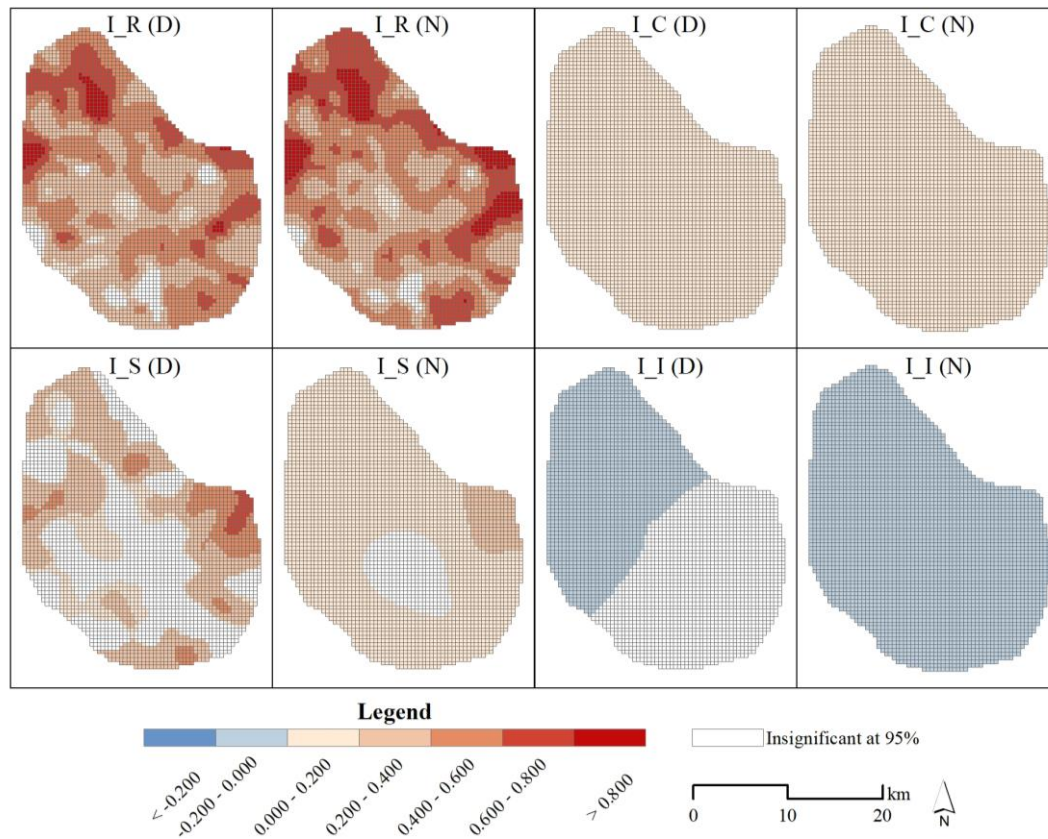 I_R (D)
I_R (N)
I_C (D)
I_C (N)
I_S (D)
I_S (N)
I_I (D)
I_I (N)
Legend
< -0.200
-0.200 - 0.000
0.000 - 0.200
0.200 - 0.400
0.400 - 0.600
0.600 - 0.800
> 0.800
Insignificant at 95%
km
0 10 20
N